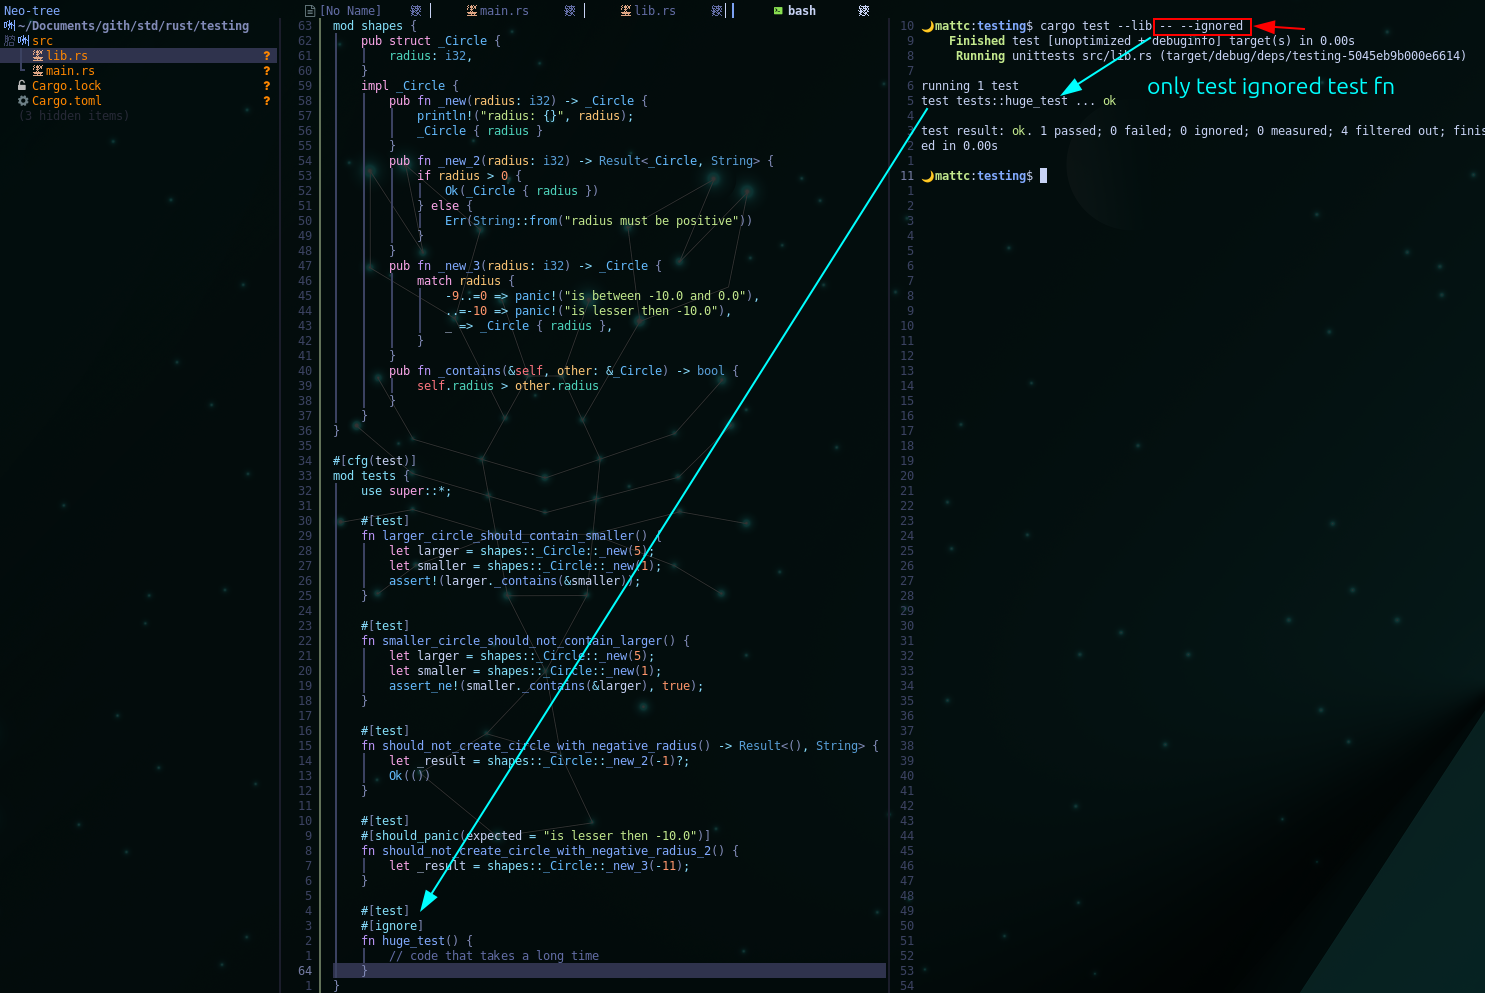 Neo-tree
~/Documents/gith/std/rust/testing
src
lib.rs ?
main.rs ?
Cargo.lock ?
Cargo.toml ?
(3 hidden items)
[No Name] main.rs lib.rs bash
63 mod shapes {
62 pub struct _Circle {
61 radius: i32,
60 }
59 impl _Circle {
58 pub fn _new(radius: i32) -> _Circle {
57 println!("radius: {}", radius);
56 _Circle { radius }
55 }
54 pub fn _new_2(radius: i32) -> Result<_Circle, String> {
53 if radius > 0 {
52 Ok(_Circle { radius })
51 } else {
50 Err(String::from("radius must be positive"))
49 }
48 }
47 pub fn _new_3(radius: i32) -> _Circle {
46 match radius {
45 -9..=0 => panic!("is between -10.0 and 0.0"),
44 ..=-10 => panic!("is lesser then -10.0"),
43 _ => _Circle { radius },
42 }
41 }
40 pub fn _contains(&self, other: &_Circle) -> bool {
39 self.radius > other.radius
38 }
37 }
36 }
35
34 #[cfg(test)]
33 mod tests {
32 use super::*;
31
30 #[test]
29 fn larger_circle_should_contain_smaller() {
28 let larger = shapes::_Circle::_new(5);
27 let smaller = shapes::_Circle::_new(1);
26 assert!(larger._contains(&smaller));
25 }
24
23 #[test]
22 fn smaller_circle_should_not_contain_larger() {
21 let larger = shapes::_Circle::_new(5);
20 let smaller = shapes::_Circle::_new(1);
19 assert_ne!(smaller._contains(&larger), true);
18 }
17
16 #[test]
15 fn should_not_create_circle_with_negative_radius() -> Result<(), String> {
14 let _result = shapes::_Circle::_new_2(-1)?;
13 Ok(())
12 }
11
10 #[test]
9 #[should_panic(expected = "is lesser then -10.0")]
8 fn should_not_create_circle_with_negative_radius_2() {
7 let _result = shapes::_Circle::_new_3(-11);
6 }
5
4 #[test]
3 #[ignore]
2 fn huge_test() {
1 // code that takes a long time
64 }
1 }
10 mattc:testing$ cargo test --lib -- --ignored
9 Finished test [unoptimized + debuginfo] target(s) in 0.00s
8 Running unittests src/lib.rs (target/debug/deps/testing-5045eb9b000e6614)
7
6 running 1 test
5 test tests::huge_test ... ok
4
3 test result: ok. 1 passed; 0 failed; 0 ignored; 0 measured; 4 filtered out; finis
2 ed in 0.00s
1
11 mattc:testing$
1
2
3
4
5
6
7
8
9
10
11
12
13
14
15
16
17
18
19
20
21
22
23
24
25
26
27
28
29
30
31
32
33
34
35
36
37
38
39
40
41
42
43
44
45
46
47
48
49
50
51
52
53
54
only test ignored test fn